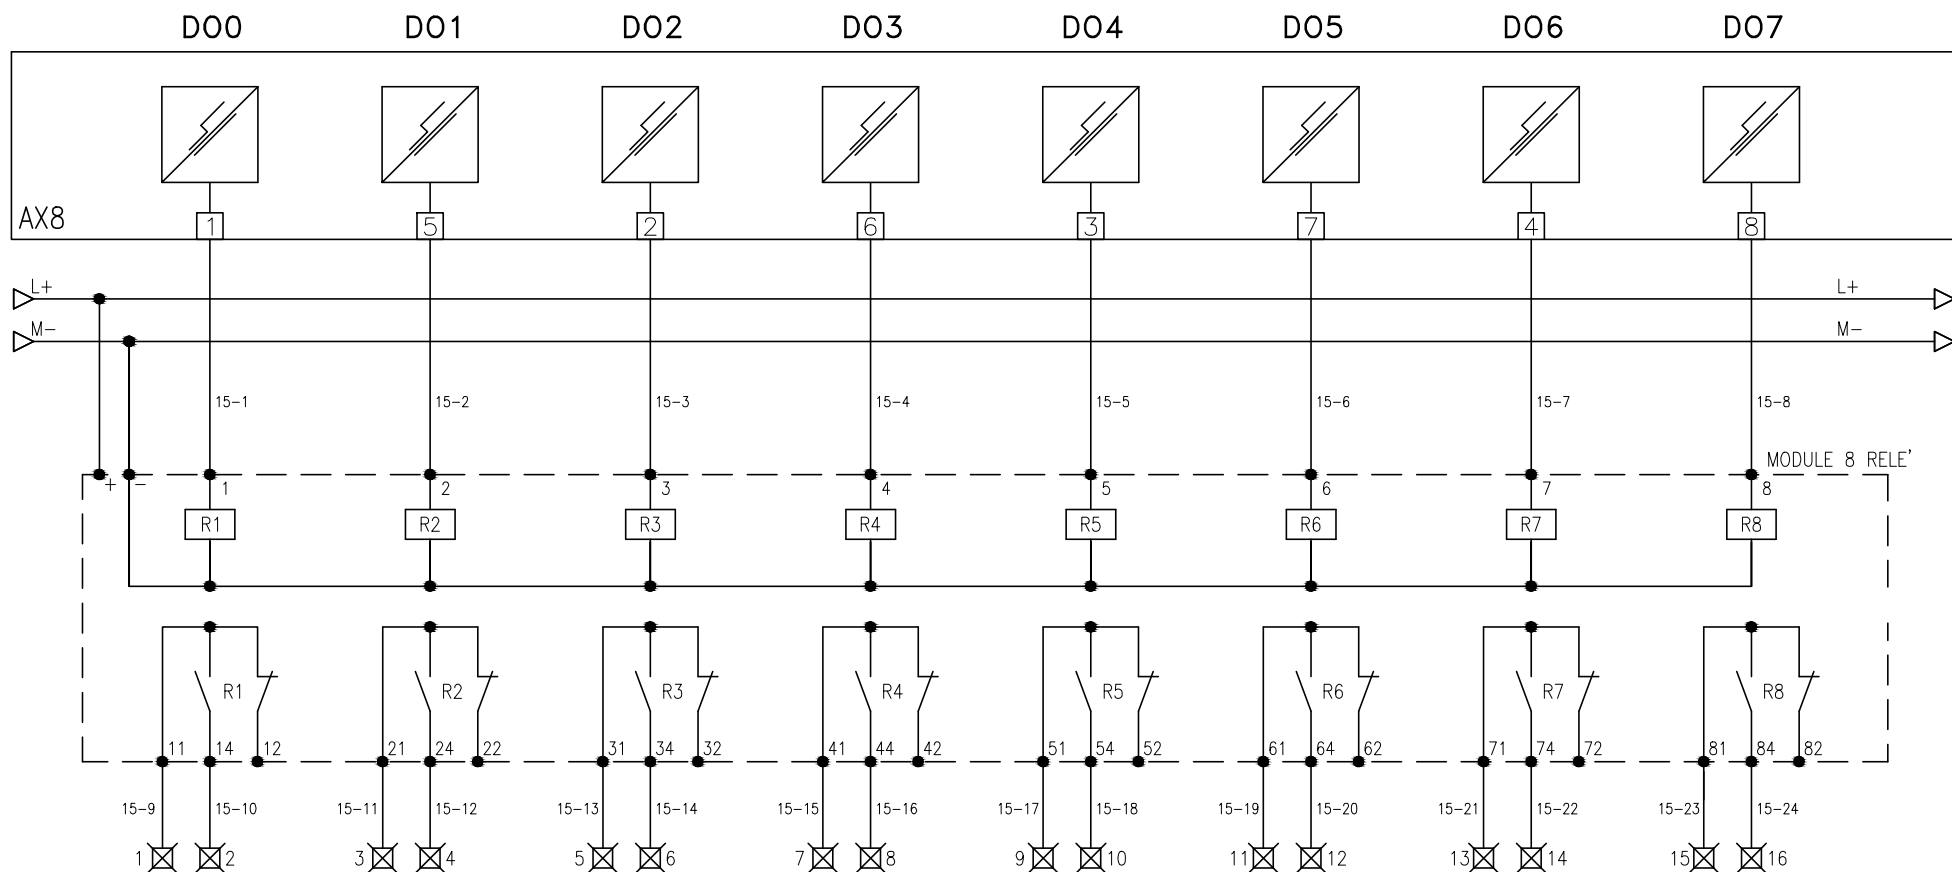 DO0 DO1 DO2 DO3 DO4 DO5 DO6 DO7
AX8 1 5 2 6 3 7 4 8
L+ L+
M- M-
15-1 15-2 15-3 15-4 15-5 15-6 15-7 15-8
MODULE 8 RELE'
+ - 1 2 3 4 5 6 7 8
R1 R2 R3 R4 R5 R6 R7 R8
R1 R2 R3 R4 R5 R6 R7 R8
11 14 12 21 24 22 31 34 32 41 44 42 51 54 52 61 64 62 71 74 72 81 84 82
15-9 15-10 15-11 15-12 15-13 15-14 15-15 15-16 15-17 15-18 15-19 15-20 15-21 15-22 15-23 15-24
1 2 3 4 5 6 7 8 9 10 11 12 13 14 15 16